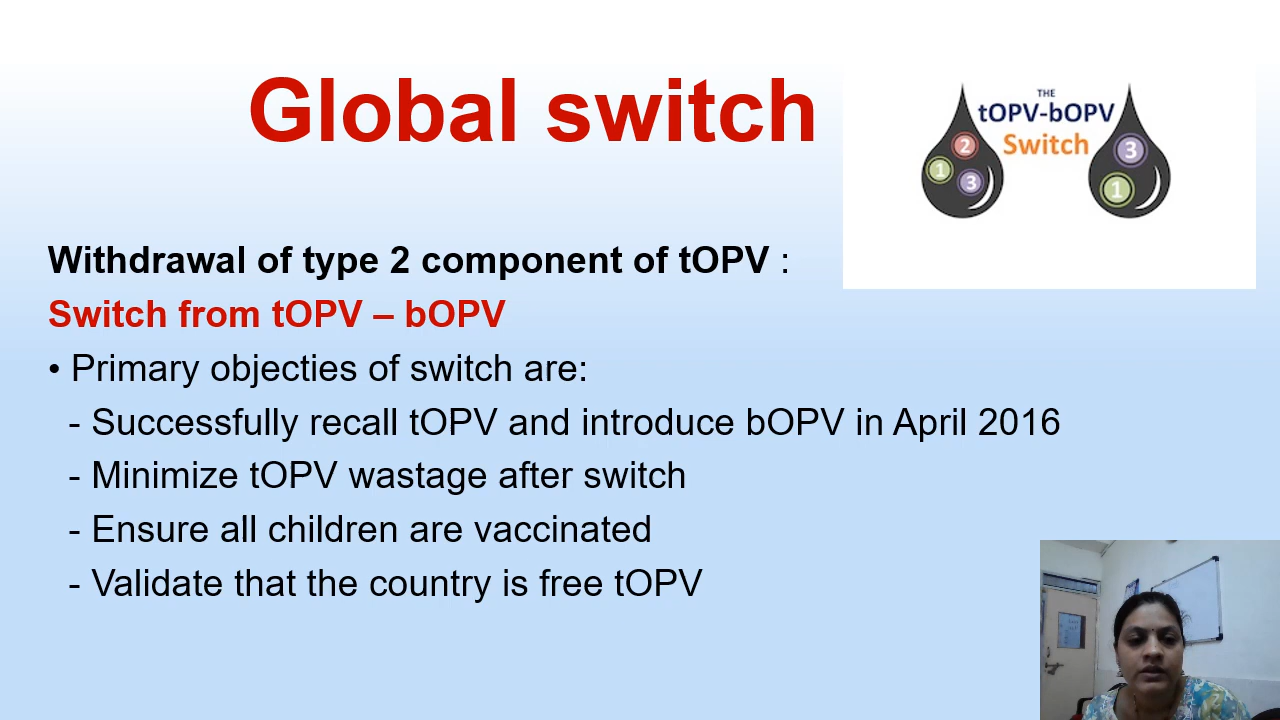 Global switch
THE
tOPV-bOPV
Switch
2
1
3
3
1
Withdrawal of type 2 component of tOPV :
Switch from tOPV – bOPV
• Primary objecties of switch are:
- Successfully recall tOPV and introduce bOPV in April 2016
- Minimize tOPV wastage after switch
- Ensure all children are vaccinated
- Validate that the country is free tOPV